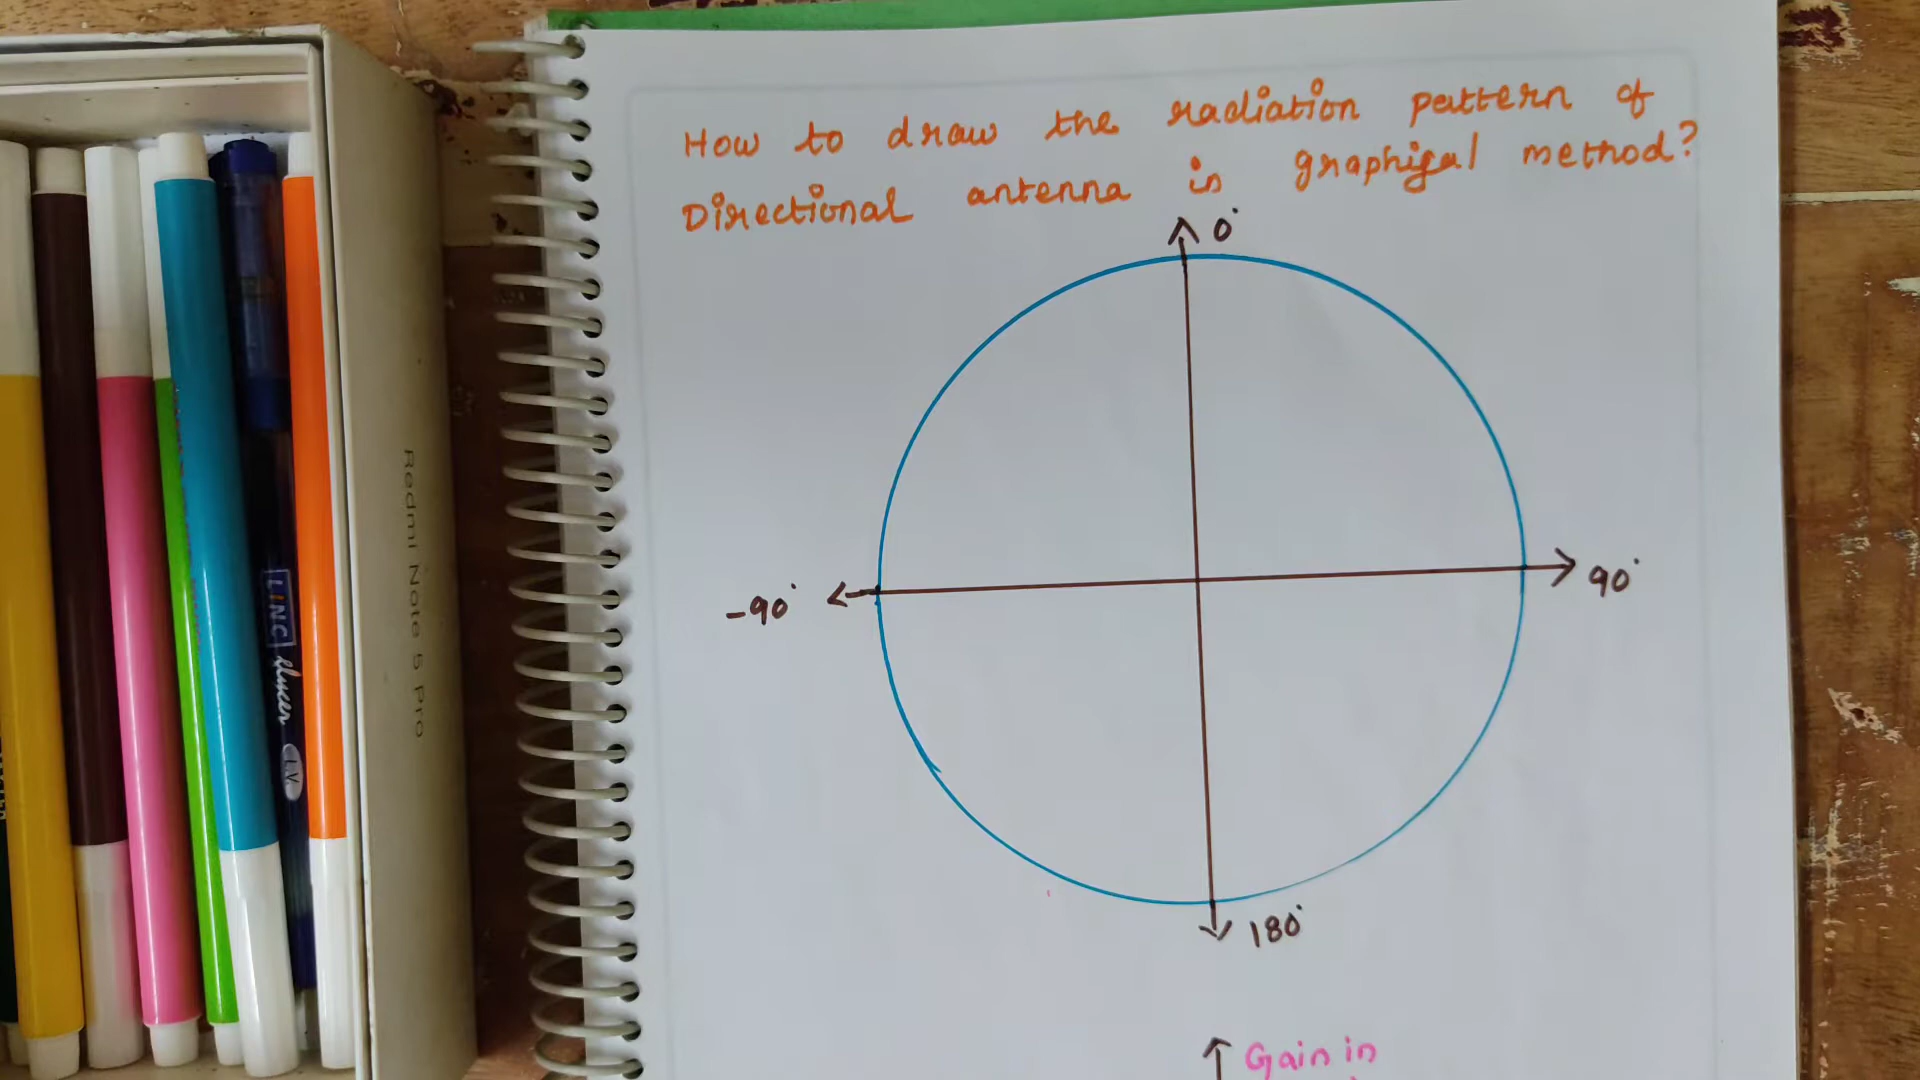 How to draw the radiation pattern of
Directional antenna in graphical method?
0°
-90°
90°
180°
Gain in
Redmi Note 5 Pro
LINC